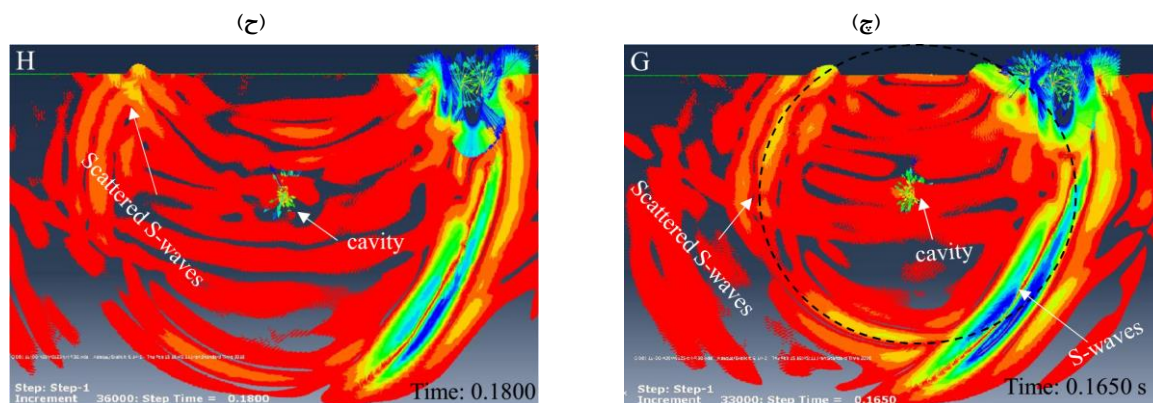 (ح)
(چ)
H
Scattered S-waves
cavity
Step: Step-1
Increment 36000: Step Time = 0.1800
Time: 0.1800
G
Scattered S-waves
cavity
S-waves
Step: Step-1
Increment 33000: Step Time = 0.1650
Time: 0.1650 s